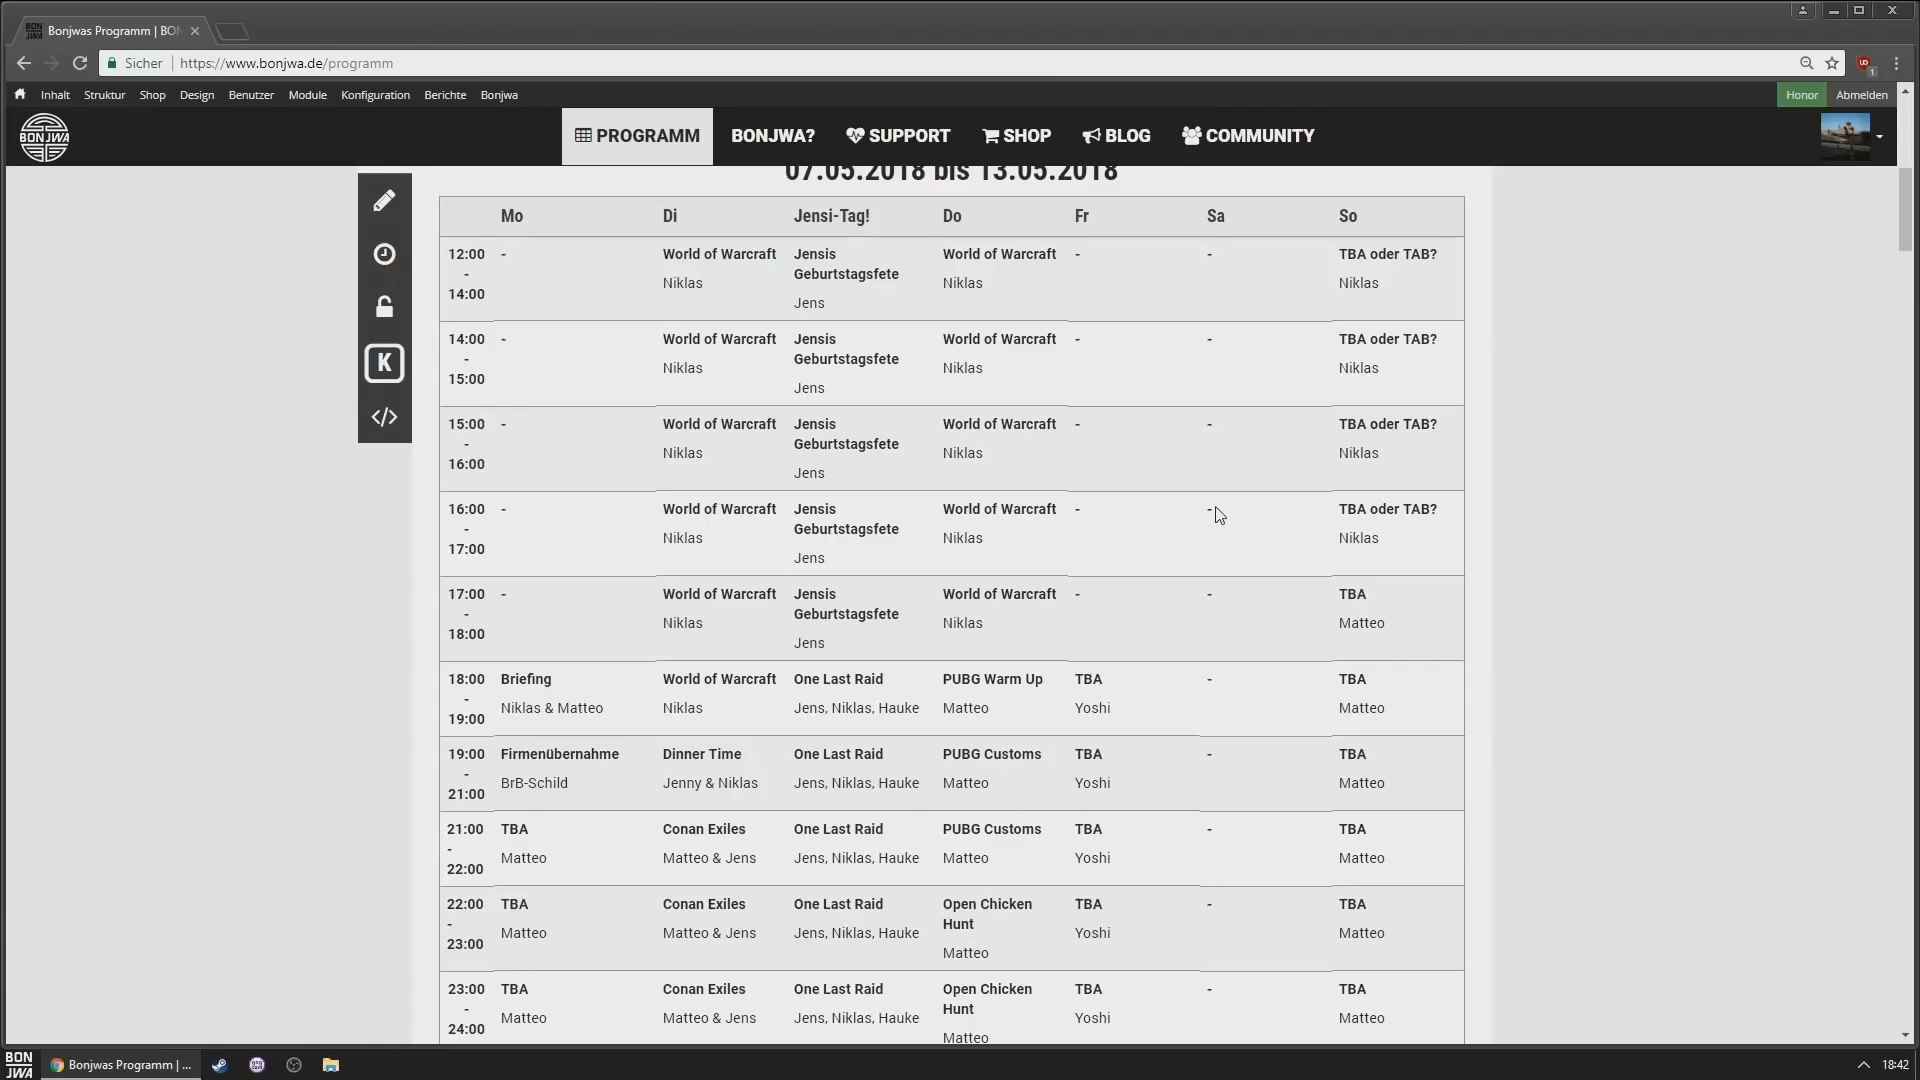 BON
JWA
Bonjwas Programm | BO
Sicher
https://www.bonjwa.de/programm
Inhalt Struktur Shop Design Benutzer Module Konfiguration Berichte Bonjwa
Honor Abmelden
BONJWA
PROGRAMM BONJWA? SUPPORT SHOP BLOG COMMUNITY
07.05.2018 bis 13.05.2018
K
</>
Mo Di Jensi-Tag! Do Fr Sa So
12:00 - World of Warcraft Jensis World of Warcraft - - TBA oder TAB?
- Niklas Geburtstagsfete Niklas Niklas
14:00 Jens
14:00 - World of Warcraft Jensis World of Warcraft - - TBA oder TAB?
- Niklas Geburtstagsfete Niklas Niklas
15:00 Jens
15:00 - World of Warcraft Jensis World of Warcraft - - TBA oder TAB?
- Niklas Geburtstagsfete Niklas Niklas
16:00 Jens
16:00 - World of Warcraft Jensis World of Warcraft - - TBA oder TAB?
- Niklas Geburtstagsfete Niklas Niklas
17:00 Jens
17:00 - World of Warcraft Jensis World of Warcraft - - TBA
- Niklas Geburtstagsfete Niklas Matteo
18:00 Jens
18:00 Briefing World of Warcraft One Last Raid PUBG Warm Up TBA - TBA
- Niklas & Matteo Niklas Jens, Niklas, Hauke Matteo Yoshi Matteo
19:00
19:00 Firmenübernahme Dinner Time One Last Raid PUBG Customs TBA - TBA
- BrB-Schild Jenny & Niklas Jens, Niklas, Hauke Matteo Yoshi Matteo
21:00
21:00 TBA Conan Exiles One Last Raid PUBG Customs TBA - TBA
- Matteo Matteo & Jens Jens, Niklas, Hauke Matteo Yoshi Matteo
22:00
22:00 TBA Conan Exiles One Last Raid Open Chicken TBA - TBA
- Matteo Matteo & Jens Jens, Niklas, Hauke Hunt Yoshi Matteo
23:00 Matteo
23:00 TBA Conan Exiles One Last Raid Open Chicken TBA - TBA
- Matteo Matteo & Jens Jens, Niklas, Hauke Hunt Yoshi Matteo
24:00 Matteo
BON
JWA
Bonjwas Programm | ...
18:42